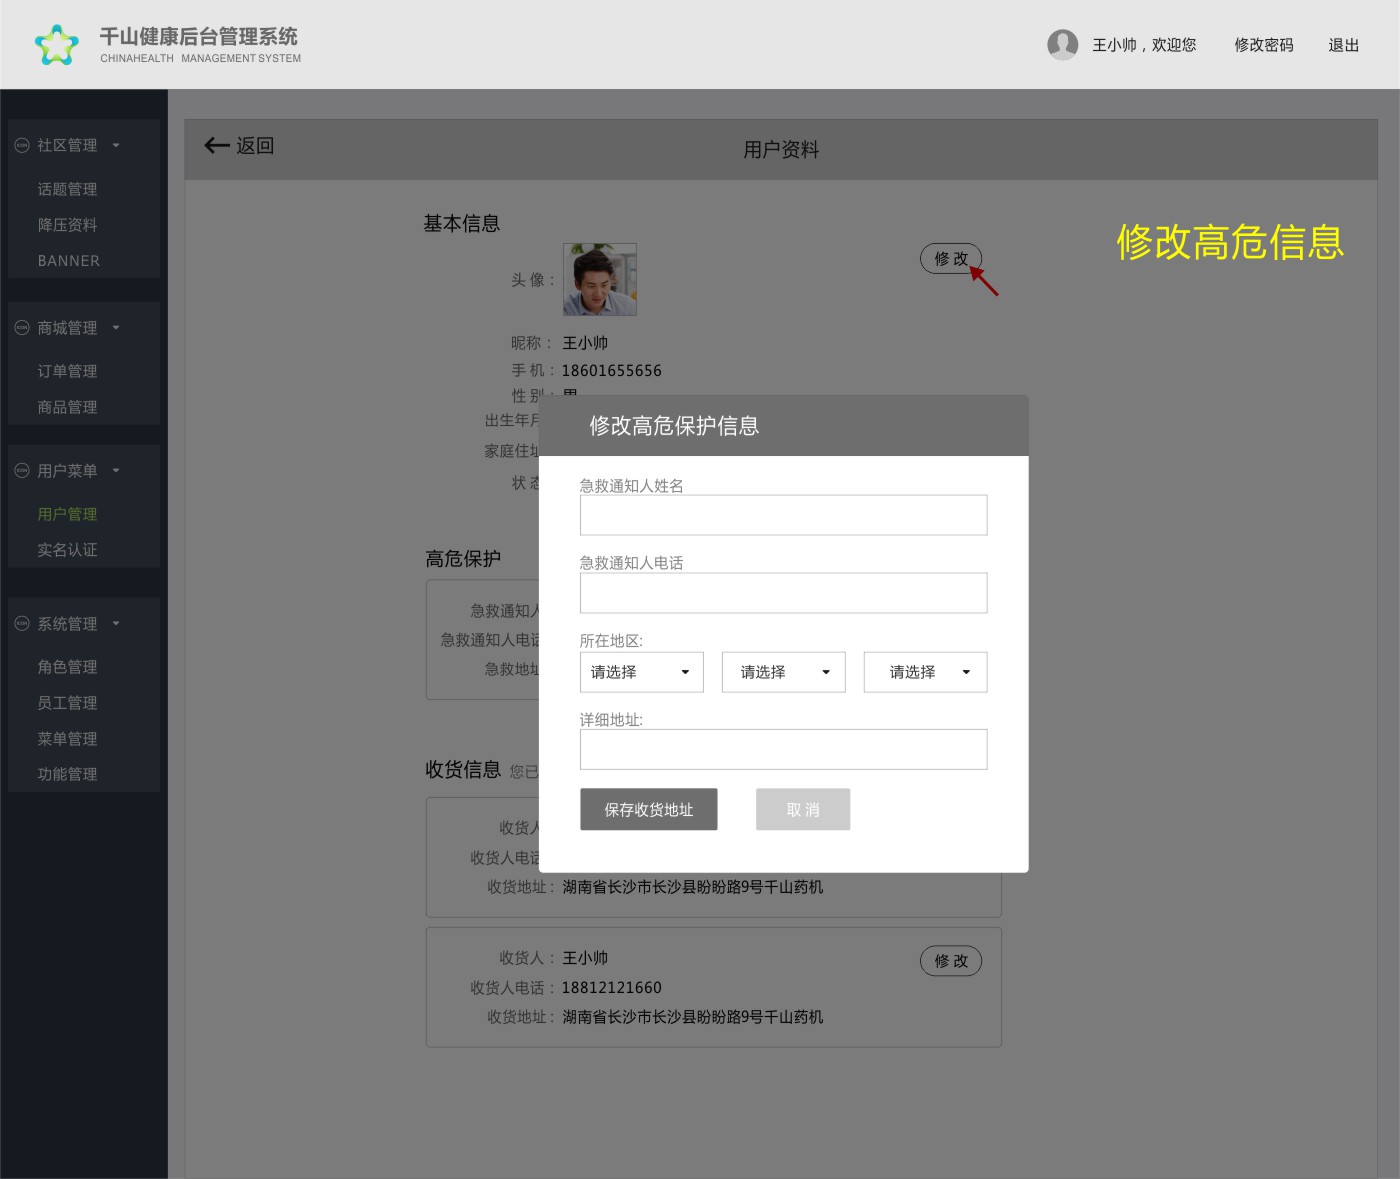 千山健康后台管理系统
CHINAHEALTH MANAGEMENT SYSTEM
王小帅，欢迎您
修改密码
退出
社区管理
话题管理
降压资料
BANNER
商城管理
订单管理
商品管理
用户菜单
用户管理
实名认证
系统管理
角色管理
员工管理
菜单管理
功能管理
返回
用户资料
修改高危信息
基本信息
修 改
头 像：
昵称：王小帅
手 机：18601655656
性 别
出生年月
家庭住址
状 态
高危保护
急救通知人
急救通知人电话
急救地址
收货信息 您已
收货人
收货人电话
收货地址：湖南省长沙市长沙县盼盼路9号千山药机
收货人：王小帅
修 改
收货人电话：18812121660
收货地址：湖南省长沙市长沙县盼盼路9号千山药机
修改高危保护信息
急救通知人姓名
急救通知人电话
所在地区:
请选择 请选择 请选择
详细地址:
保存收货地址 取 消